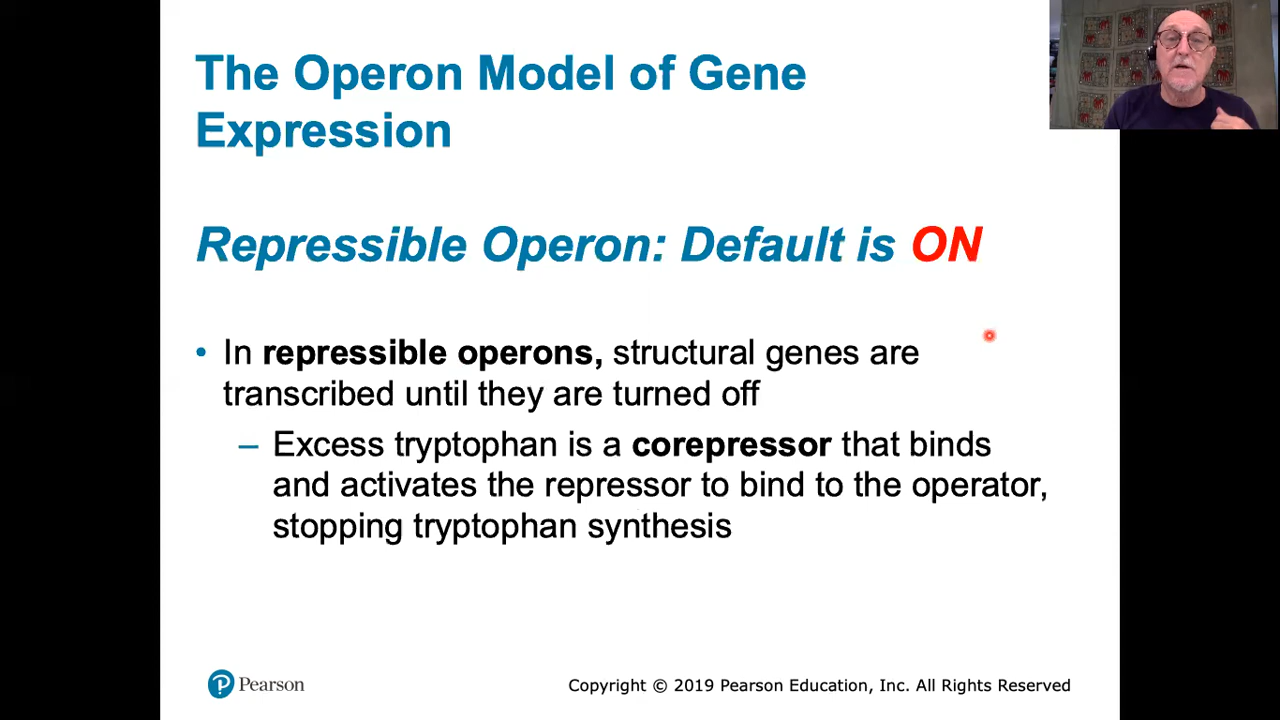 The Operon Model of Gene
Expression
Repressible Operon: Default is ON
• In repressible operons, structural genes are
transcribed until they are turned off
– Excess tryptophan is a corepressor that binds
and activates the repressor to bind to the operator,
stopping tryptophan synthesis
Pearson
Copyright © 2019 Pearson Education, Inc. All Rights Reserved